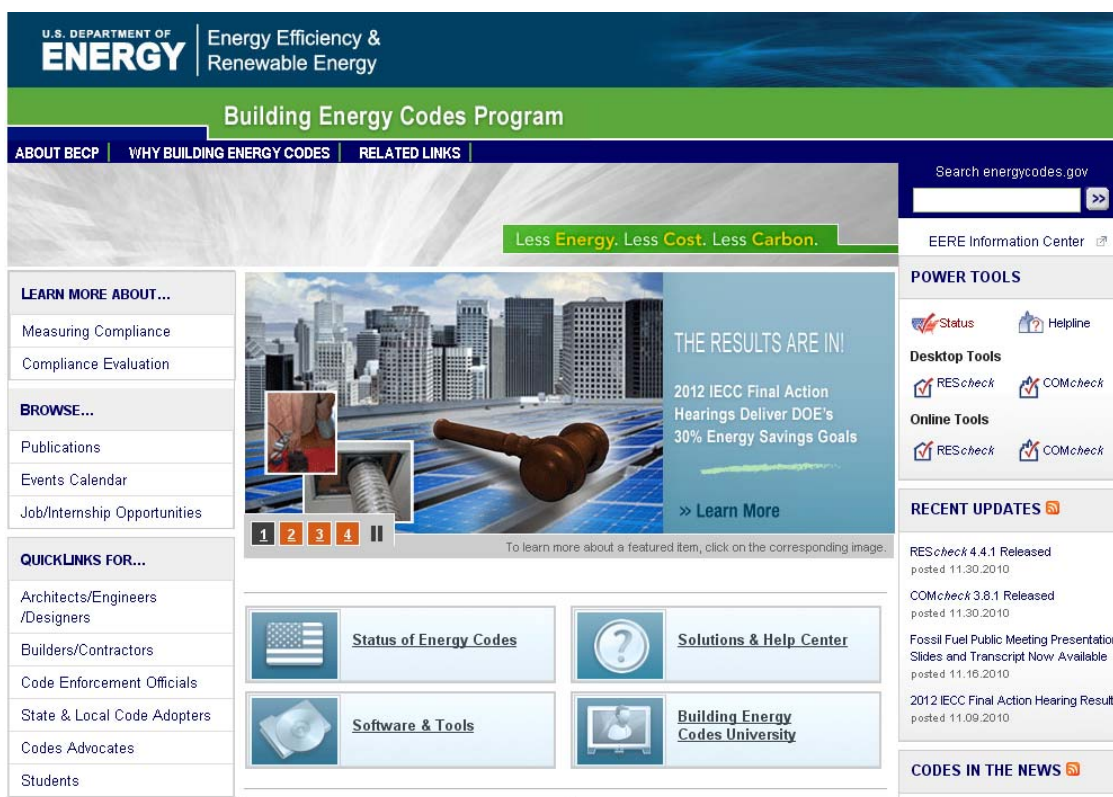 U.S. DEPARTMENT OF
ENERGY
Energy Efficiency &
Renewable Energy
Building Energy Codes Program
ABOUT BECP
WHY BUILDING ENERGY CODES
RELATED LINKS
Search energycodes.gov
>>
Less Energy. Less Cost. Less Carbon.
EERE Information Center
LEARN MORE ABOUT...
Measuring Compliance
Compliance Evaluation
BROWSE...
Publications
Events Calendar
Job/Internship Opportunities
QUICKLINKS FOR...
Architects/Engineers
/Designers
Builders/Contractors
Code Enforcement Officials
State & Local Code Adopters
Codes Advocates
Students
THE RESULTS ARE IN!
2012 IECC Final Action
Hearings Deliver DOE's
30% Energy Savings Goals
>> Learn More
1 2 3 4
To learn more about a featured item, click on the corresponding image.
Status of Energy Codes
Solutions & Help Center
Software & Tools
Building Energy
Codes University
POWER TOOLS
Status
Helpline
Desktop Tools
REScheck
COMcheck
Online Tools
REScheck
COMcheck
RECENT UPDATES
REScheck 4.4.1 Released
posted 11.30.2010
COMcheck 3.8.1 Released
posted 11.30.2010
Fossil Fuel Public Meeting Presentation
Slides and Transcript Now Available
posted 11.16.2010
2012 IECC Final Action Hearing Result
posted 11.09.2010
CODES IN THE NEWS